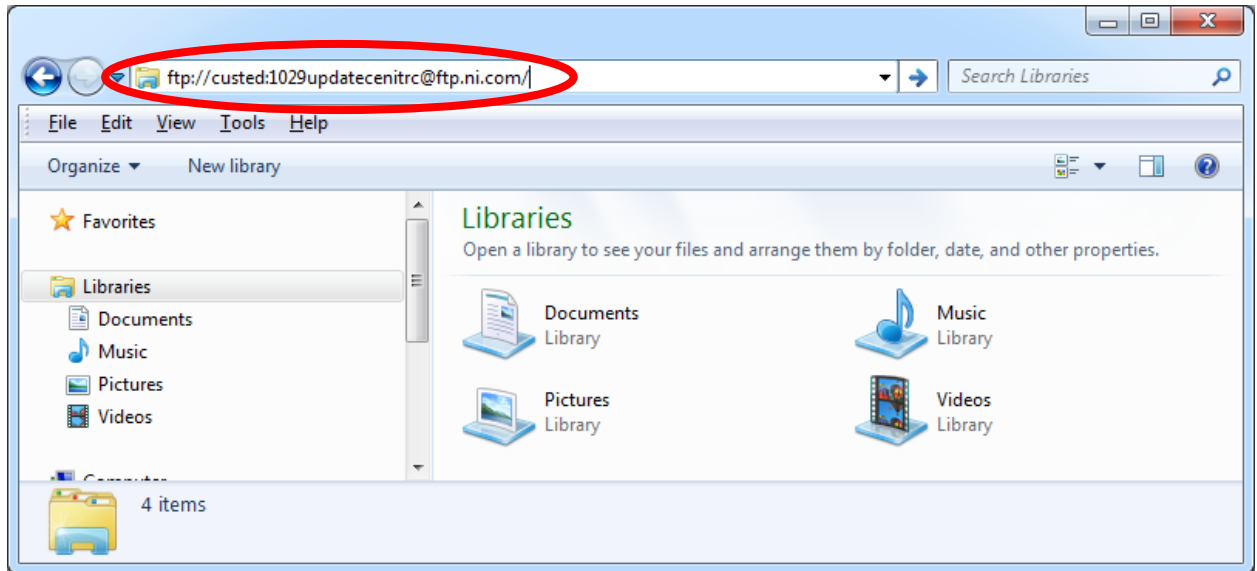 ftp://custed:1029updatecenitrc@ftp.ni.com/
Search Libraries
File Edit View Tools Help
Organize New library
Favorites
Libraries
Documents
Music
Pictures
Videos
Computer
Libraries
Open a library to see your files and arrange them by folder, date, and other properties.
Documents
Library
Music
Library
Pictures
Library
Videos
Library
4 items